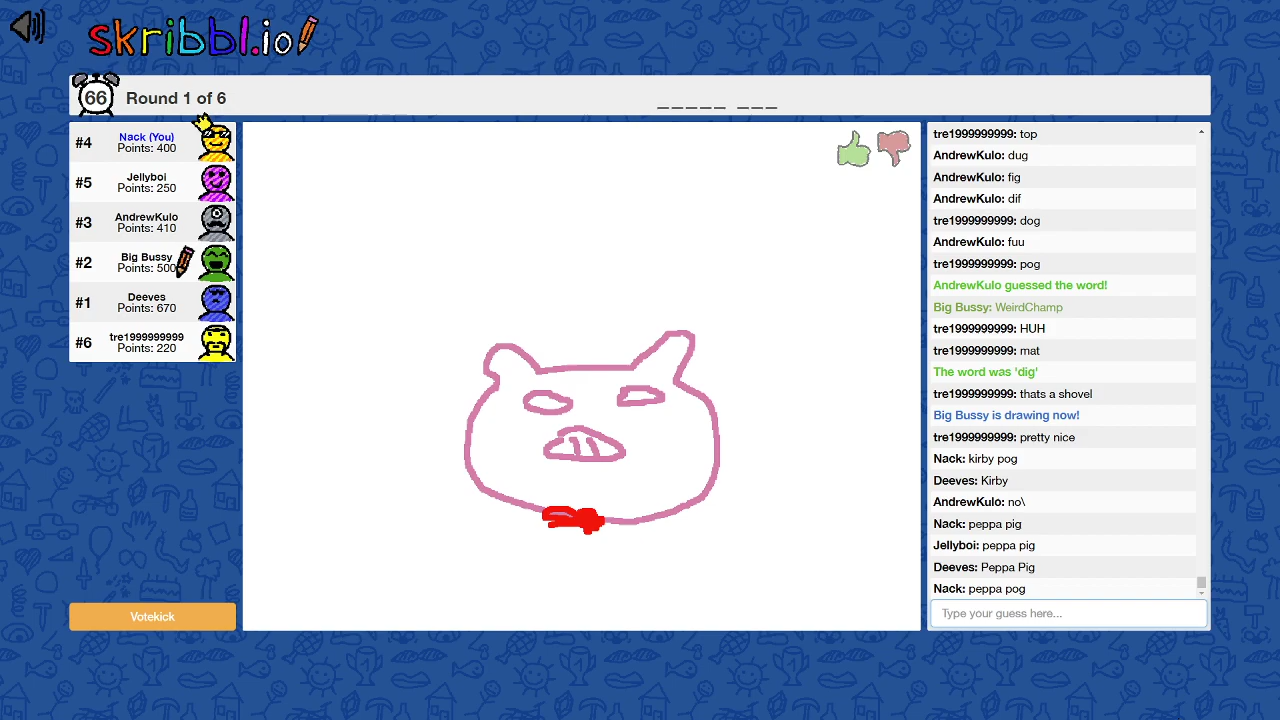 skribbl.io
66
Round 1 of 6
_____ ___
#4
Nack (You)
Points: 400
#5
Jellyboi
Points: 250
#3
AndrewKulo
Points: 410
#2
Big Bussy
Points: 500
#1
Deeves
Points: 670
#6
tre1999999999
Points: 220
Votekick
tre1999999999: top
AndrewKulo: dug
AndrewKulo: fig
AndrewKulo: dif
tre1999999999: dog
AndrewKulo: fuu
tre1999999999: pog
AndrewKulo guessed the word!
Big Bussy: WeirdChamp
tre1999999999: HUH
tre1999999999: mat
The word was 'dig'
tre1999999999: thats a shovel
Big Bussy is drawing now!
tre1999999999: pretty nice
Nack: kirby pog
Deeves: Kirby
AndrewKulo: no\
Nack: peppa pig
Jellyboi: peppa pig
Deeves: Peppa Pig
Nack: peppa pog
Type your guess here...